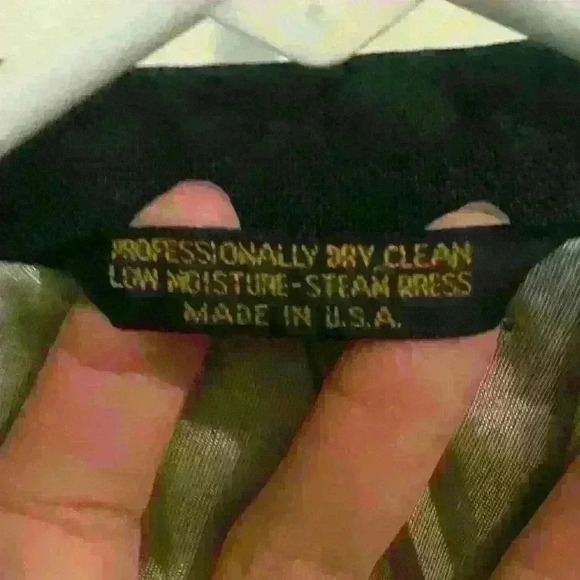 PROFESSIONALLY DRY CLEAN
LOW MOISTURE-STEAM PRESS
MADE IN U.S.A.